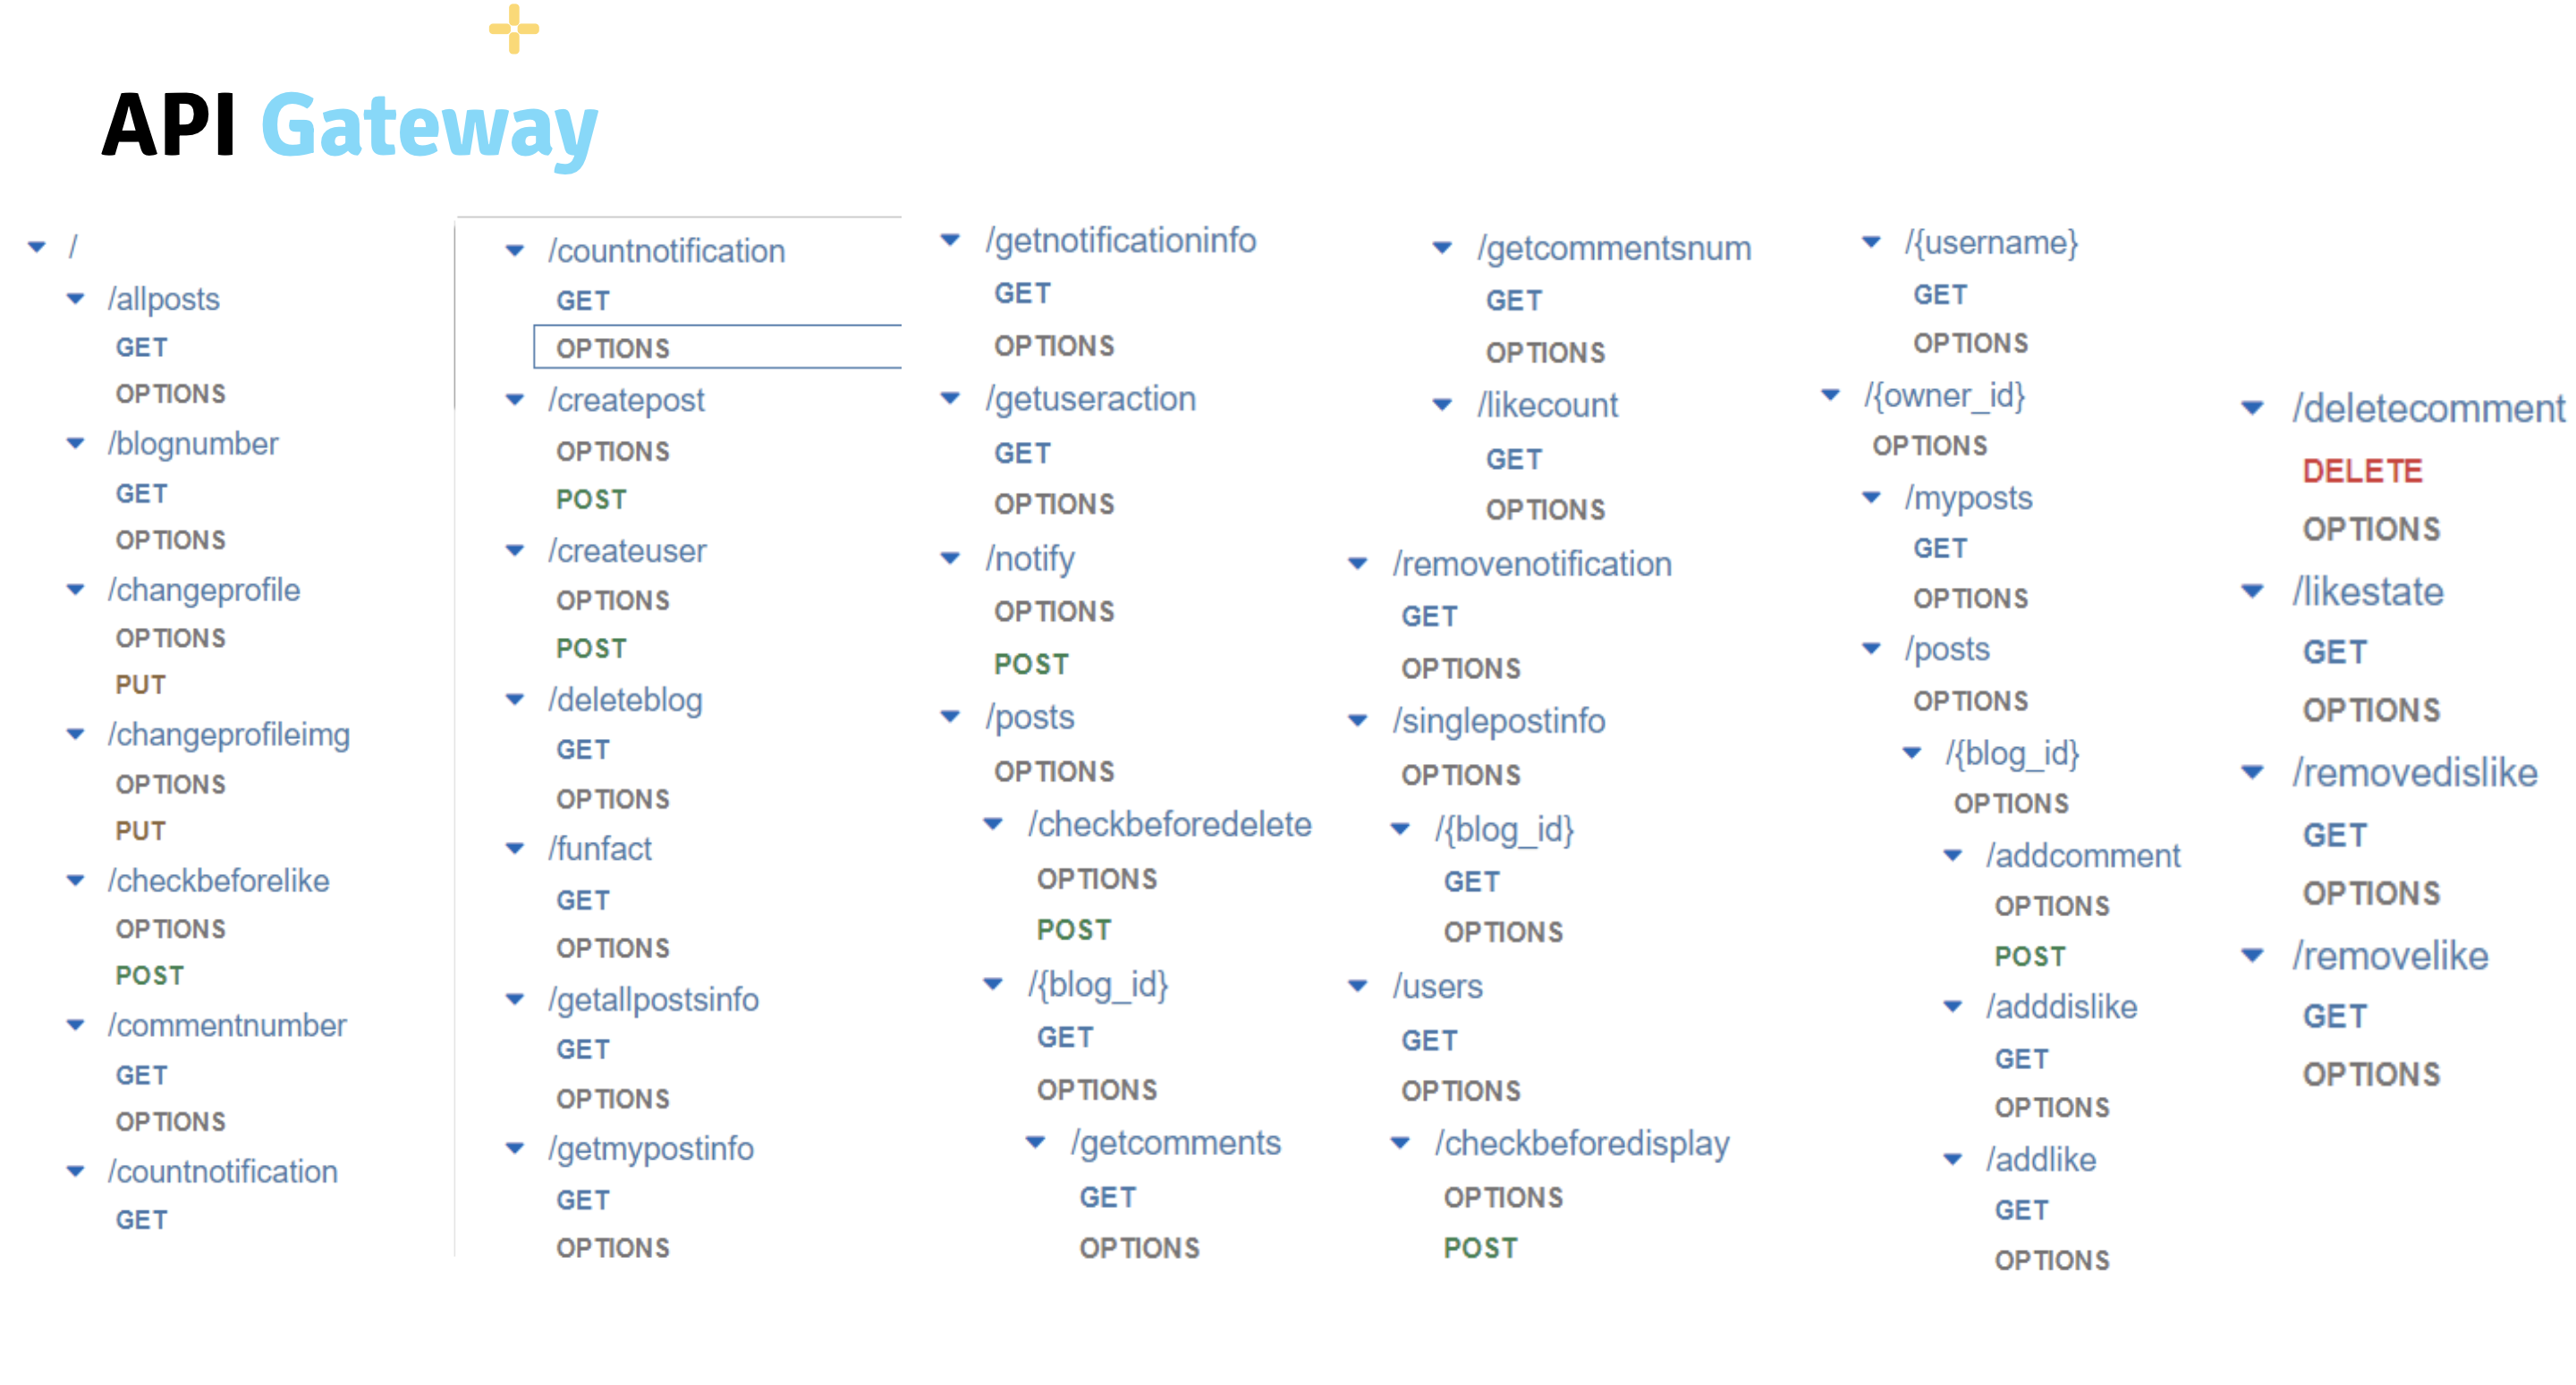 API Gateway
/
/allposts
GET
OPTIONS
/blognumber
GET
OPTIONS
/changeprofile
OPTIONS
PUT
/changeprofileimg
OPTIONS
PUT
/checkbeforelike
OPTIONS
POST
/commentnumber
GET
OPTIONS
/countnotification
GET
/countnotification
GET
OPTIONS
/createpost
OPTIONS
POST
/createuser
OPTIONS
POST
/deleteblog
GET
OPTIONS
/funfact
GET
OPTIONS
/getallpostsinfo
GET
OPTIONS
/getmypostinfo
GET
OPTIONS
/getnotificationinfo
GET
OPTIONS
/getuseraction
GET
OPTIONS
/notify
OPTIONS
POST
/posts
OPTIONS
/checkbeforedelete
OPTIONS
POST
/{blog_id}
GET
OPTIONS
/getcomments
GET
OPTIONS
/getcommentsnum
GET
OPTIONS
/likecount
GET
OPTIONS
/removenotification
GET
OPTIONS
/singlepostinfo
OPTIONS
/{blog_id}
GET
OPTIONS
/users
GET
OPTIONS
/checkbeforedisplay
OPTIONS
POST
/{username}
GET
OPTIONS
/{owner_id}
OPTIONS
/myposts
GET
OPTIONS
/posts
OPTIONS
/{blog_id}
OPTIONS
/addcomment
OPTIONS
POST
/adddislike
GET
OPTIONS
/addlike
GET
OPTIONS
/deletecomment
DELETE
OPTIONS
/likestate
GET
OPTIONS
/removedislike
GET
OPTIONS
/removelike
GET
OPTIONS